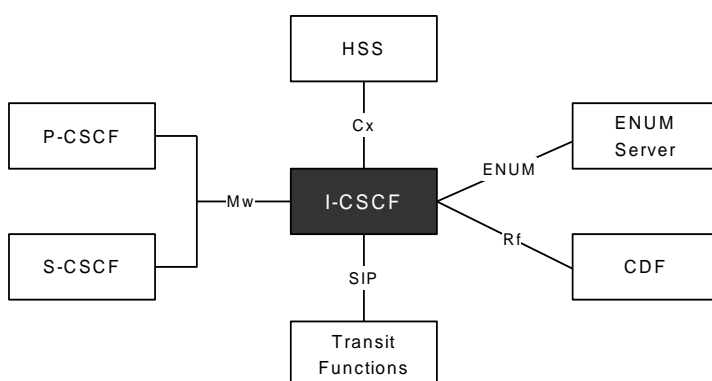 HSS
Cx
P-CSCF
ENUM
Server
ENUM
I-CSCF
Mw
Rf
S-CSCF
CDF
SIP
Transit
Functions